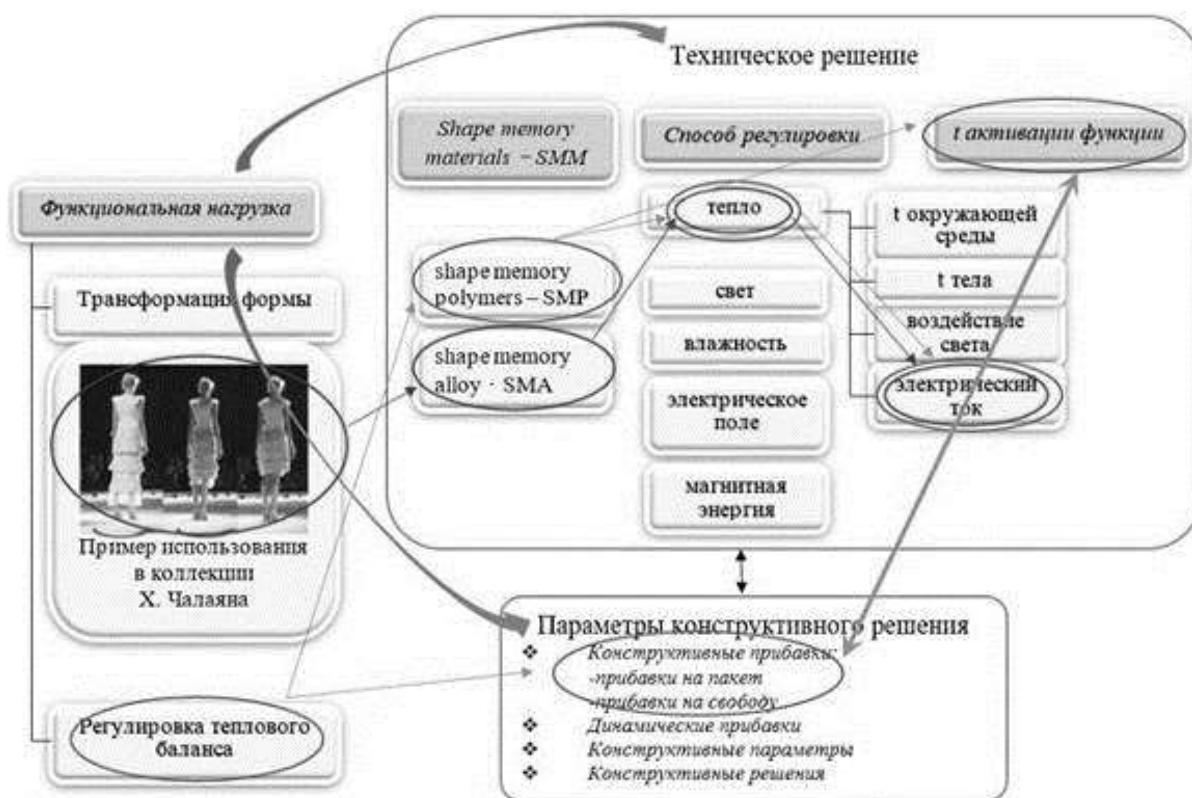 Техническое решение
Shape memory
materials – SMM
Способ регулировки
t активации функции
Функциональная нагрузка
Трансформация формы
Пример использования
в коллекции
Х. Чалаяна
Регулировка теплового
баланса
shape memory
polymers – SMP
shape memory
alloy - SMA
тепло
свет
влажность
электрическое
поле
магнитная
энергия
t окружающей
среды
t тела
воздействие
света
электрический
ток
Параметры конструктивного решения
❖ Конструктивные прибавки:
-прибавки на пакет
-прибавки на свободу
❖ Динамические прибавки
❖ Конструктивные параметры
❖ Конструктивные решения